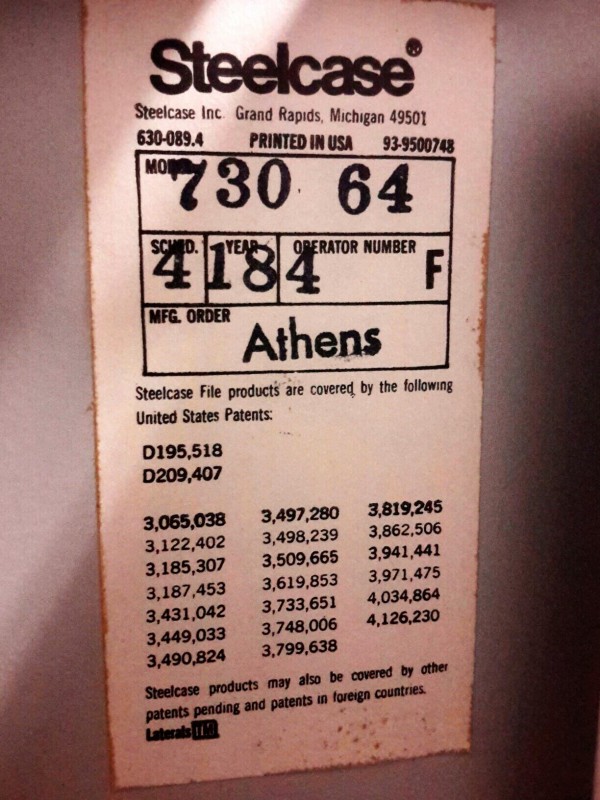 Steelcase®
Steelcase Inc. Grand Rapids, Michigan 49501
630-089.4 PRINTED IN USA 93-9500748
MODEL 730 64
SCHED. YEAR OPERATOR NUMBER
4 18 4 F
MFG. ORDER
Athens
Steelcase File products are covered by the following
United States Patents:
D195,518
D209,407
3,065,038 3,497,280 3,819,245
3,122,402 3,498,239 3,862,506
3,185,307 3,509,665 3,941,441
3,187,453 3,619,853 3,971,475
3,431,042 3,733,651 4,034,864
3,449,033 3,748,006 4,126,230
3,490,824 3,799,638
Steelcase products may also be covered by other
patents pending and patents in foreign countries.
Laterals